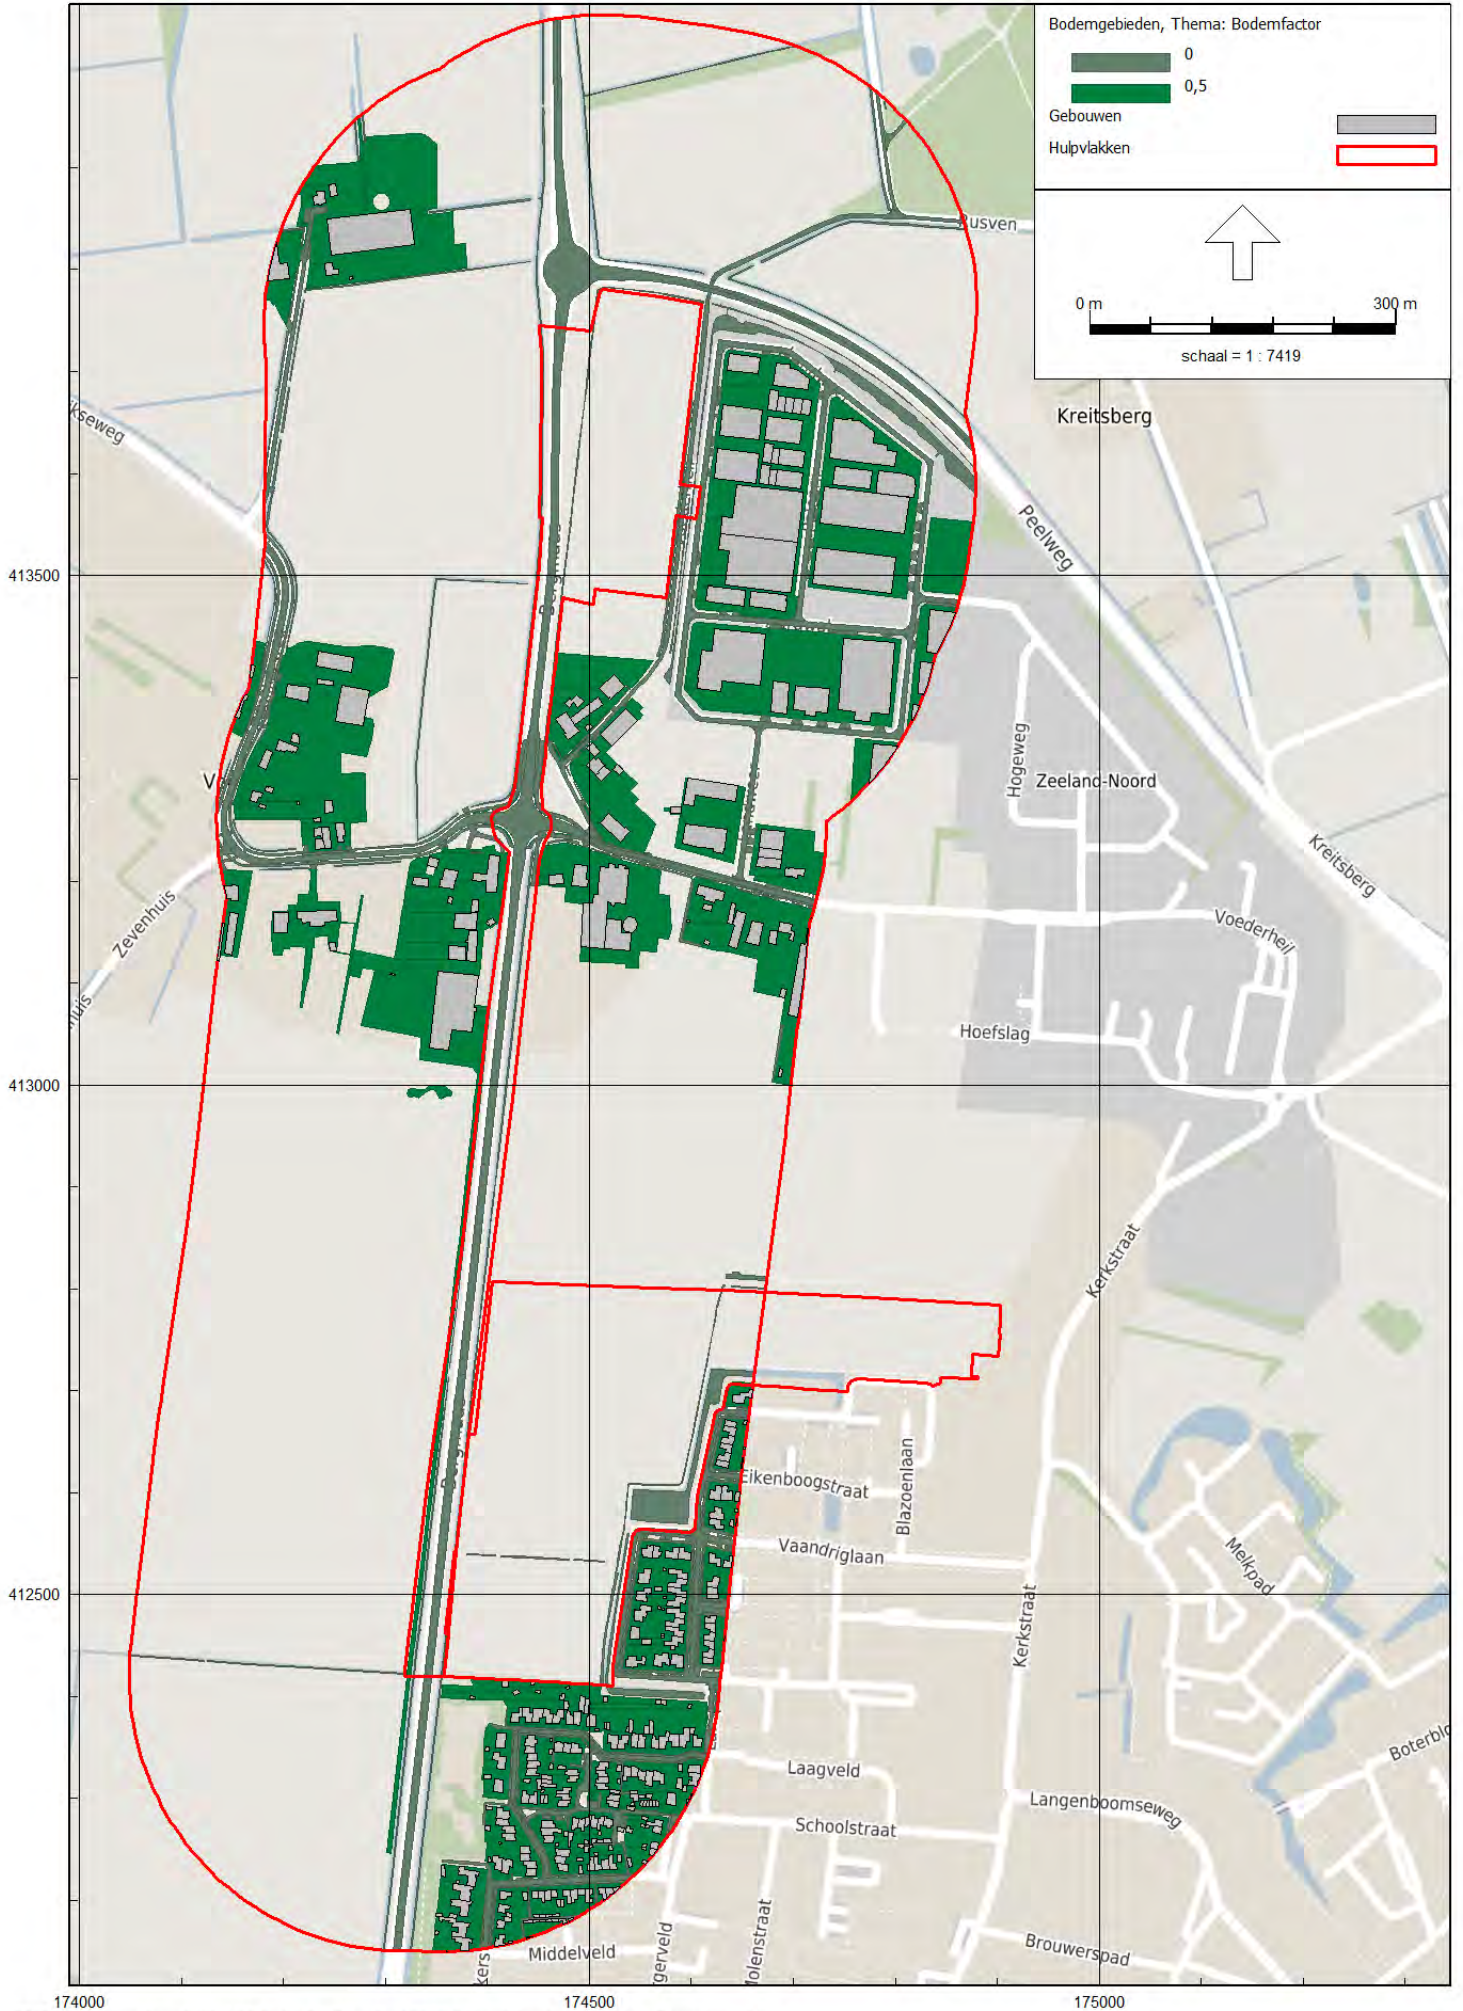 Bodemgebieden, Thema: Bodemfactor
0
0,5
Gebouwen
Hulpvlakken
0 m
300 m
schaal = 1 : 7419
Rusven
Kreitsberg
Peelweg
413500
Hogeweg
Zeeland-Noord
Kreitsberg
Zevenhuis
Voederheil
Hoefslag
413000
Kerkstraat
Eikenboogstraat
Blazoenlaan
Vaandriglaan
Melkpad
412500
Kerkstraat
Laagveld
Langenboomseweg
Schoolstraat
Molenstraat
Middelveld
Brouwerspad
174000
174500
175000